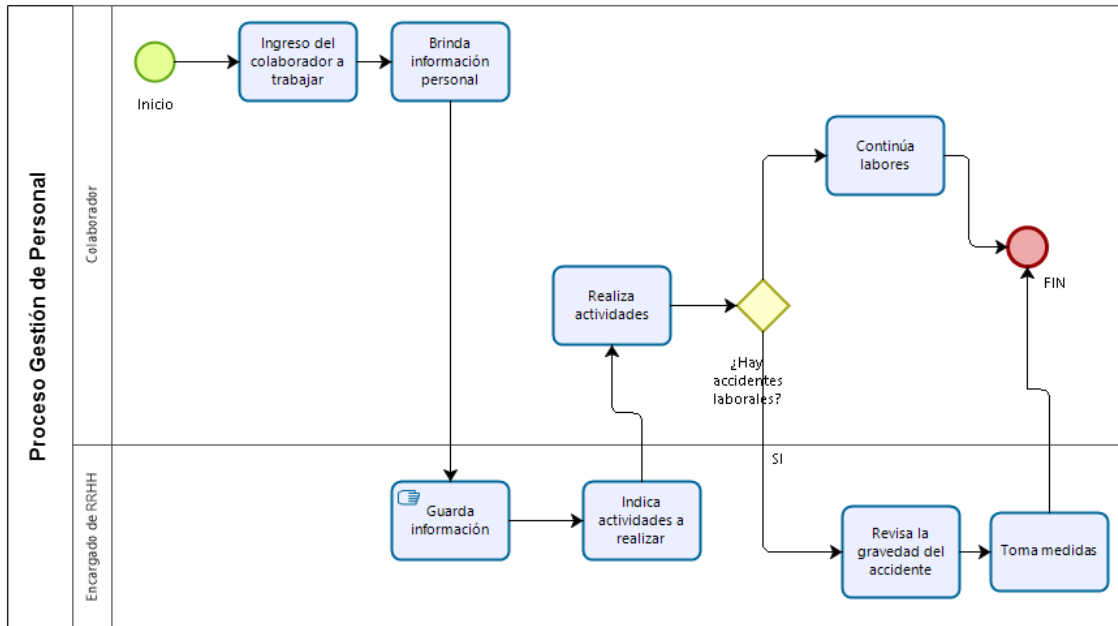 Proceso Gestión de Personal
Colaborador
Inicio
Ingreso del
colaborador a
trabajar
Brinda
información
personal
Continúa
labores
FIN
Realiza
actividades
¿Hay
accidentes
laborales?
SI
Encargado de RRHH
Guarda
información
Indica
actividades a
realizar
Revisa la
gravedad del
accidente
Toma medidas